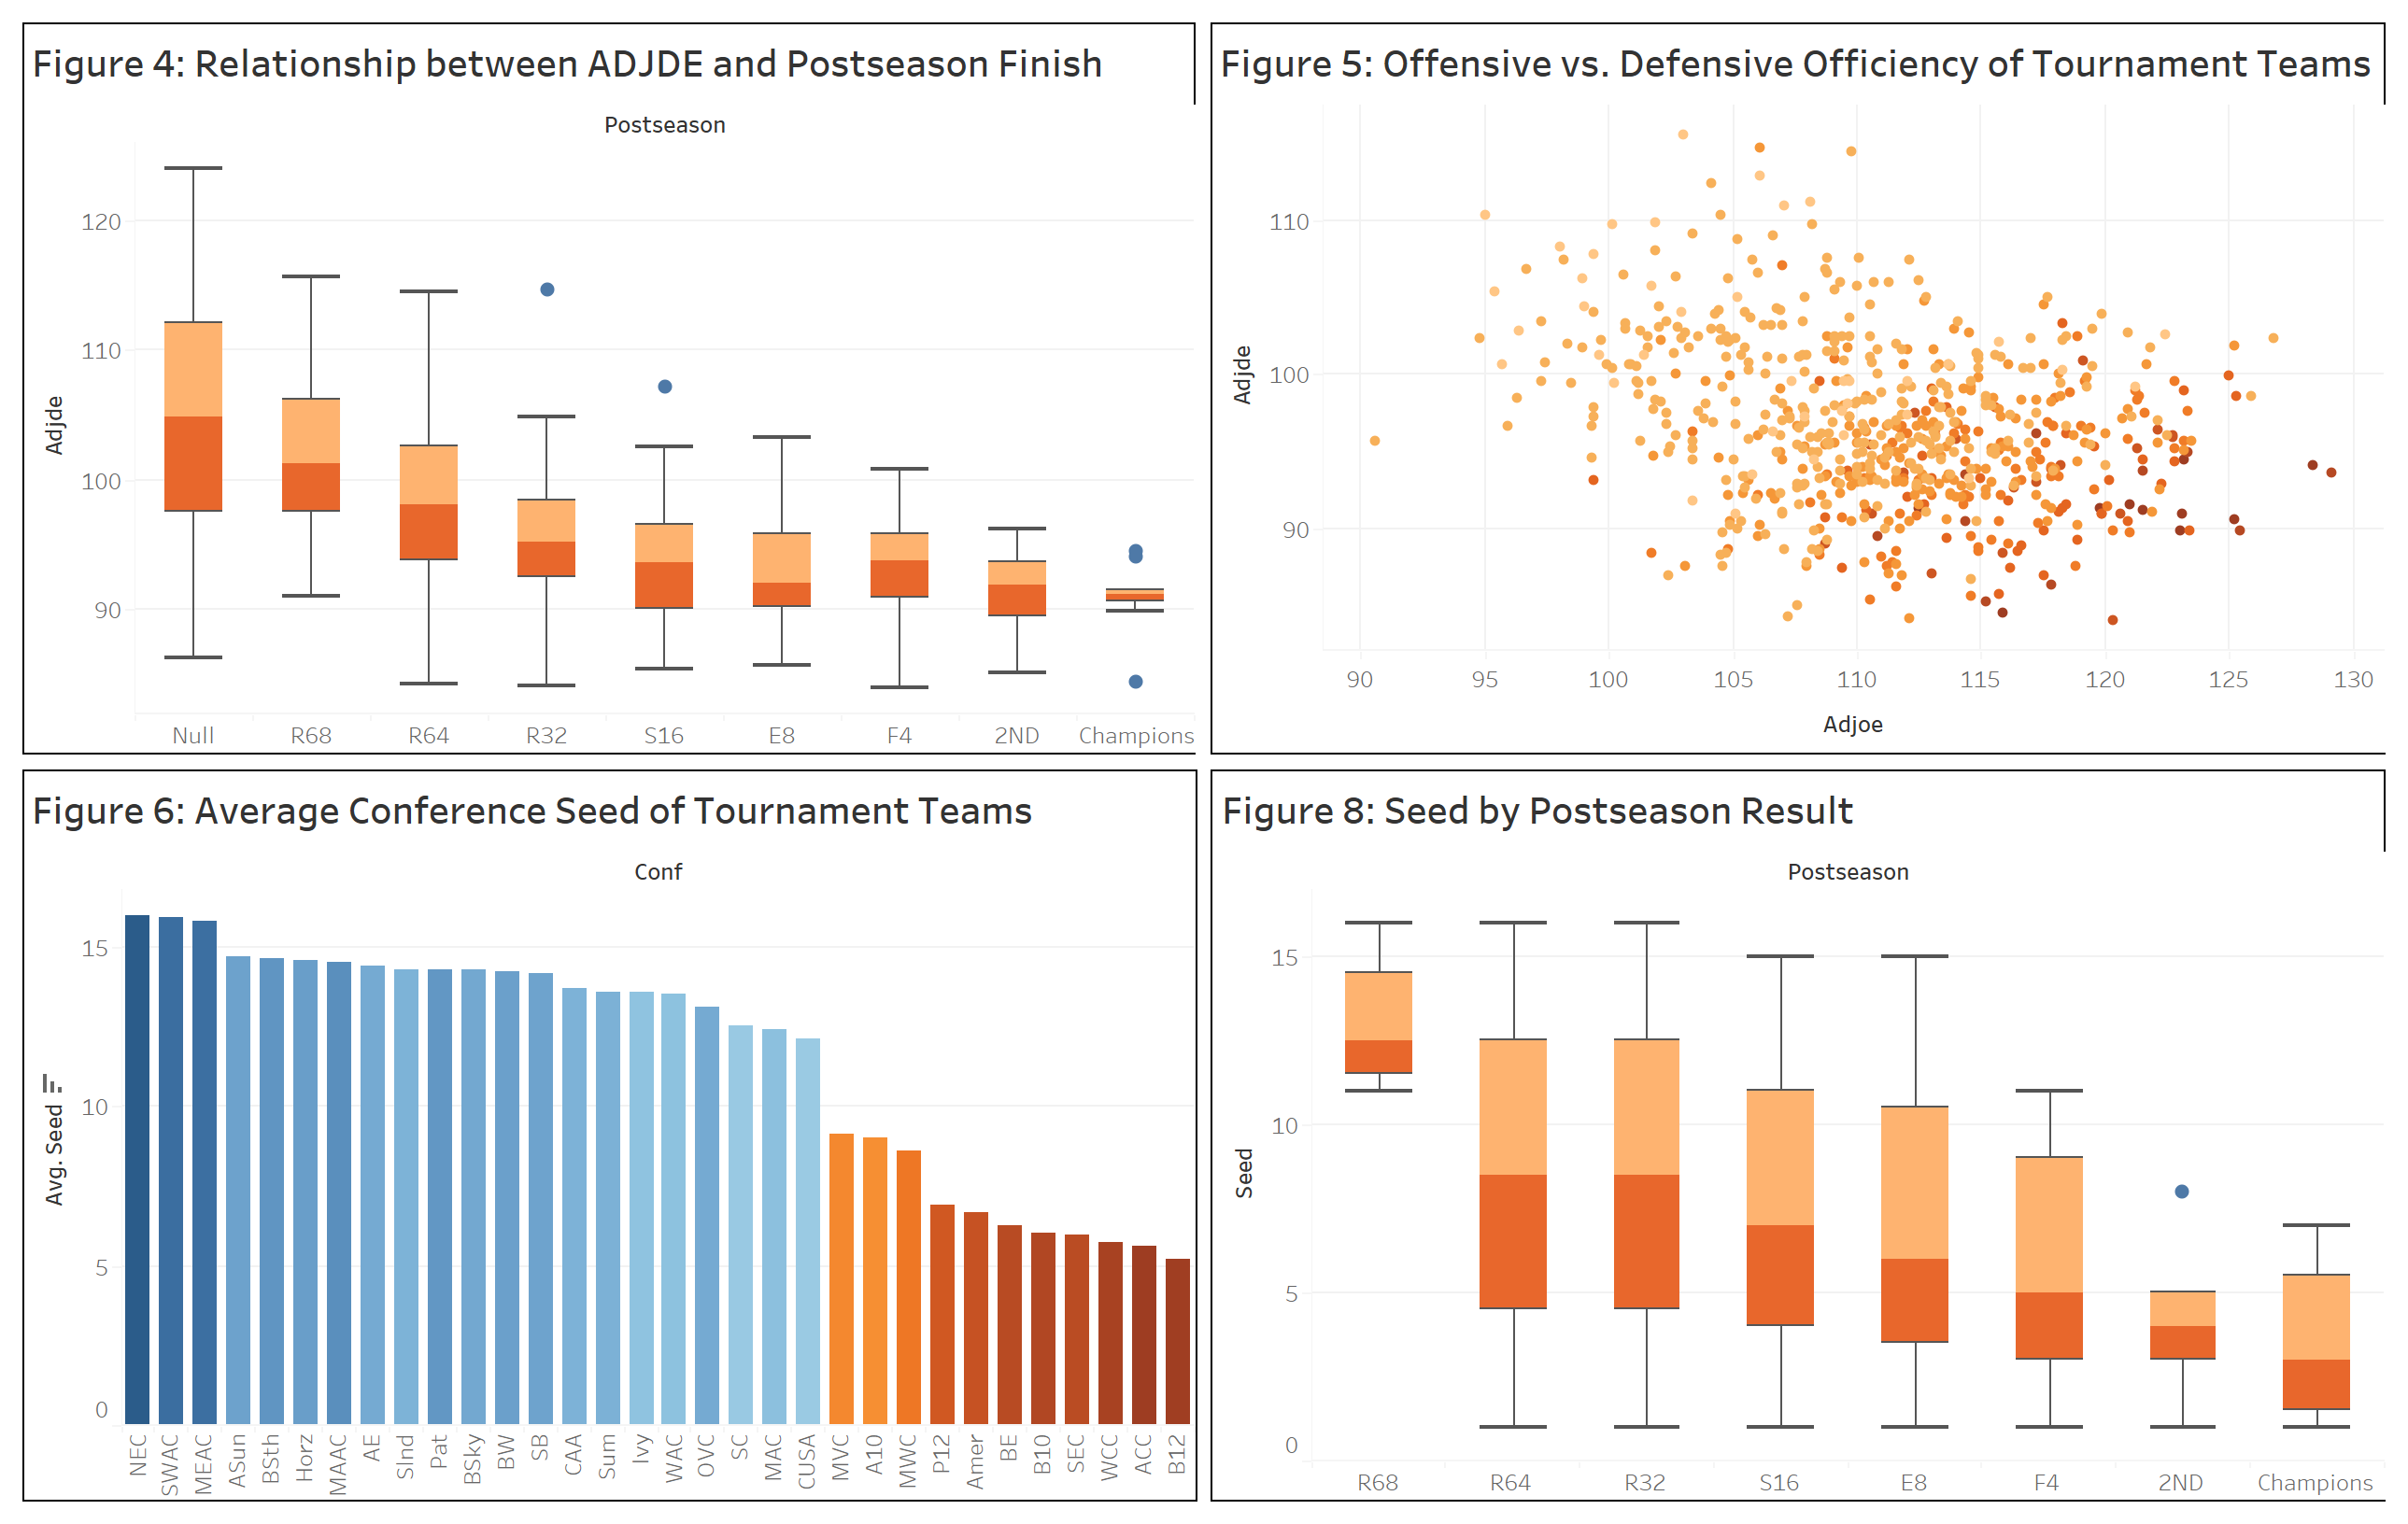 Figure 4: Relationship between ADJDE and Postseason Finish
Postseason
Adjde
120
110
100
90
Null R68 R64 R32 S16 E8 F4 2ND Champions
Figure 5: Offensive vs. Defensive Officiency of Tournament Teams
Adjde
110
100
90
90 95 100 105 110 115 120 125 130
Adjoe
Figure 6: Average Conference Seed of Tournament Teams
Conf
Avg. Seed
15
10
5
0
NEC SWAC MEAC ASun BSth Horz MAAC AE Slnd Pat BSky BW SB CAA Sum Ivy WAC OVC SC MAC CUSA MVC A10 MWC P12 Amer BE B10 SEC WCC ACC B12
Figure 8: Seed by Postseason Result
Postseason
Seed
15
10
5
0
R68 R64 R32 S16 E8 F4 2ND Champions